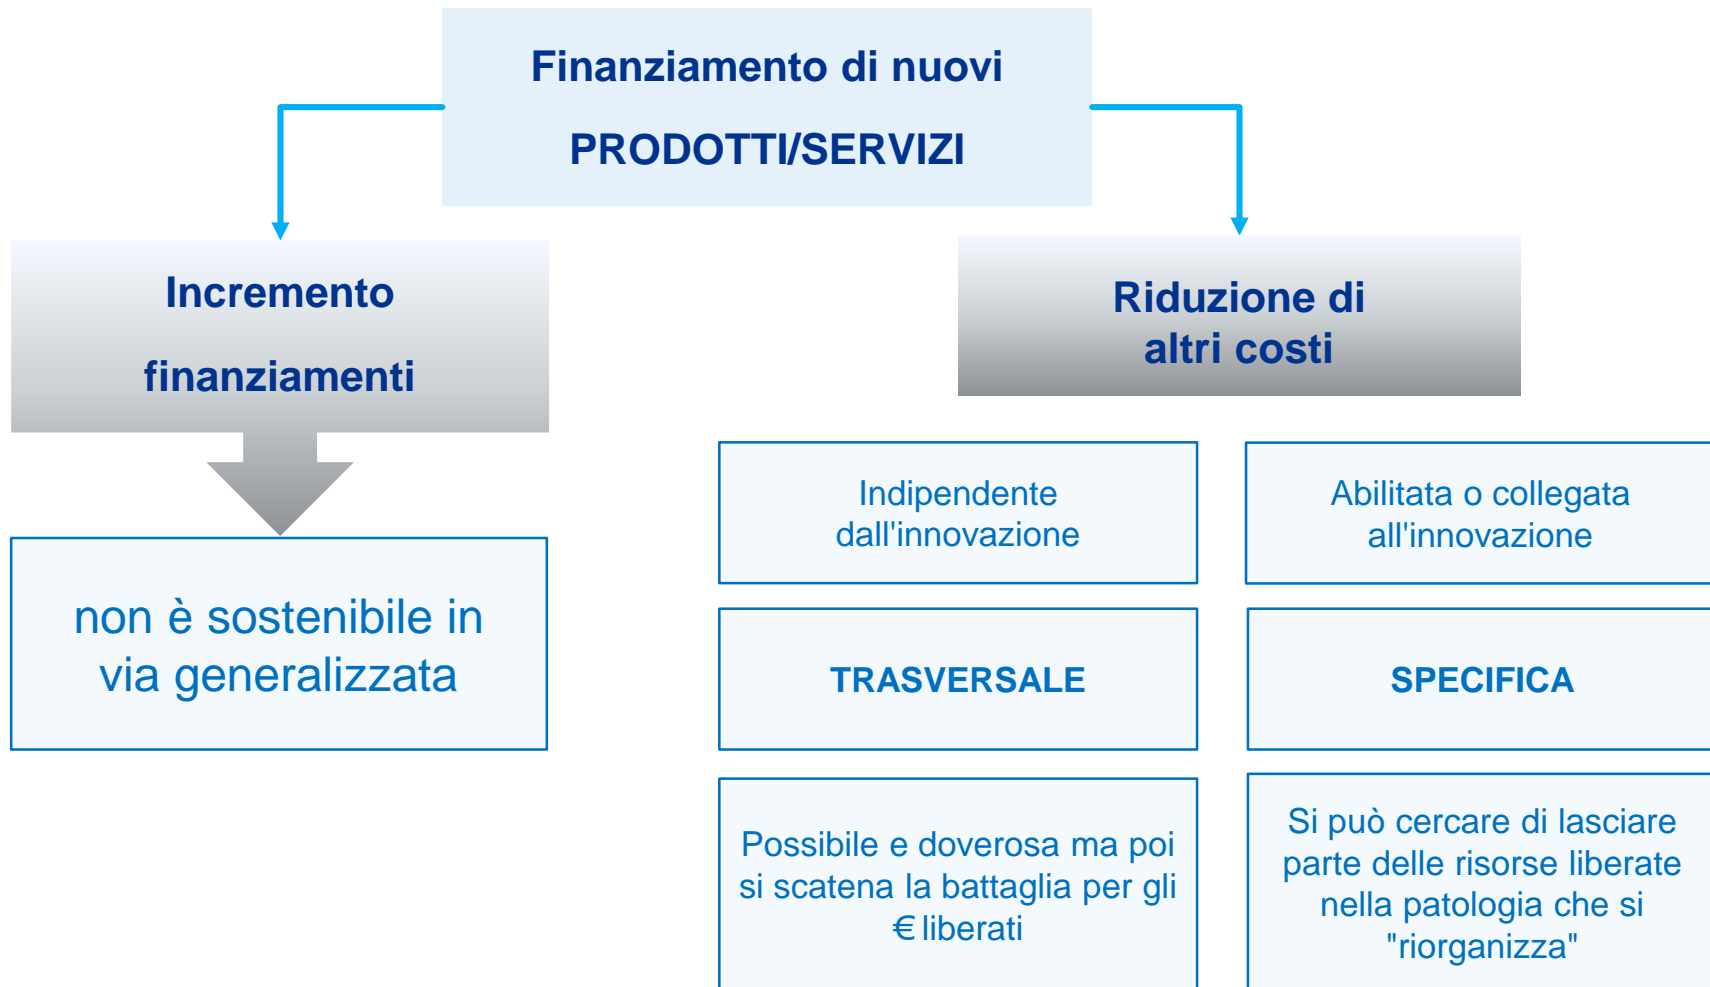 Finanziamento di nuovi
PRODOTTI/SERVIZI
Incremento
finanziamenti
non è sostenibile in
via generalizzata
Riduzione di
altri costi
Indipendente
dall'innovazione
Abilitata o collegata
all'innovazione
TRASVERSALE
SPECIFICA
Possibile e doverosa ma poi
si scatena la battaglia per gli
€ liberati
Si può cercare di lasciare
parte delle risorse liberate
nella patologia che si
"riorganizza"